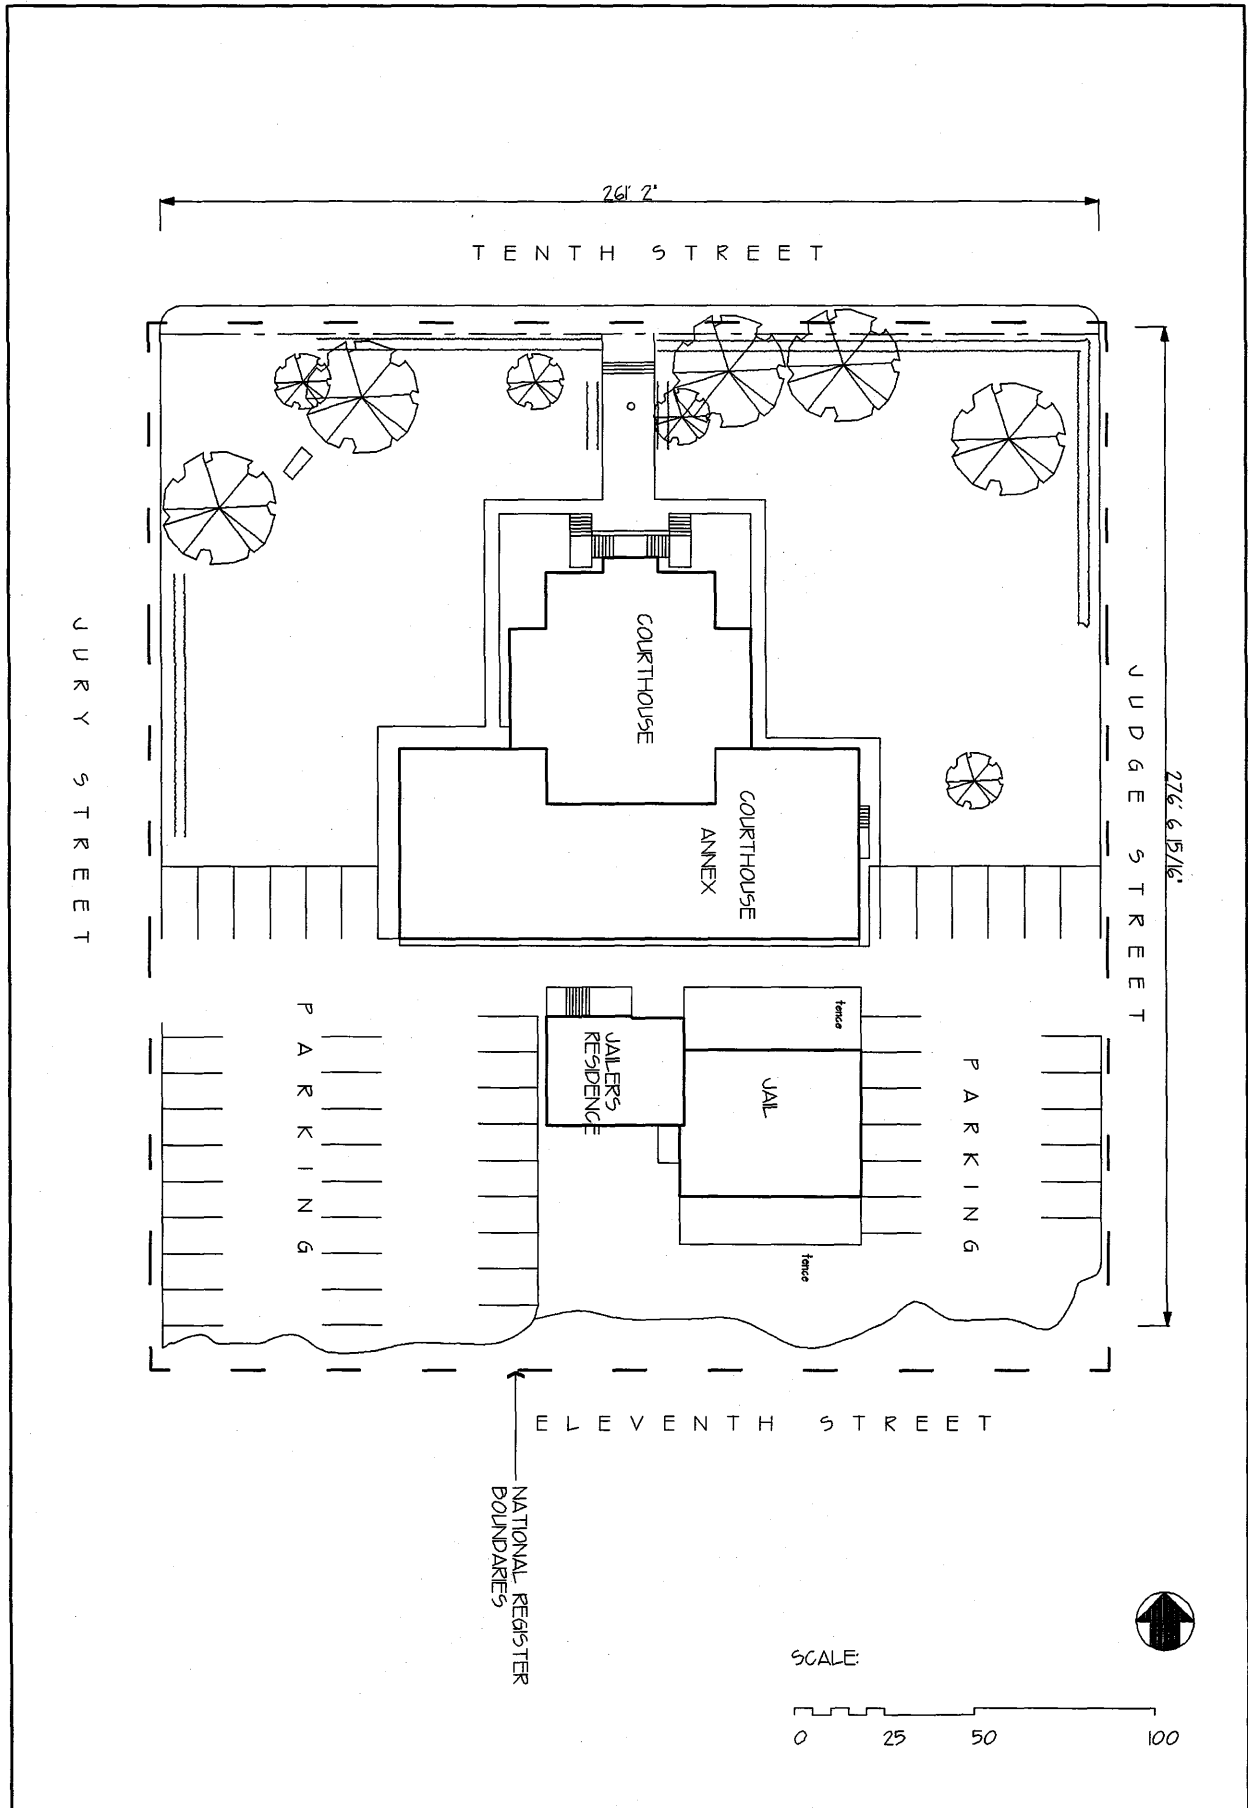 261' 2"
TENTH STREET
JURY STREET
JUDGE STREET
276' 6 15/16"
COURTHOUSE
COURTHOUSE
ANNEX
PARKING
JAILERS
RESIDENCE
fence
JAIL
fence
PARKING
ELEVENTH STREET
NATIONAL REGISTER
BOUNDARIES
SCALE:
0 25 50 100